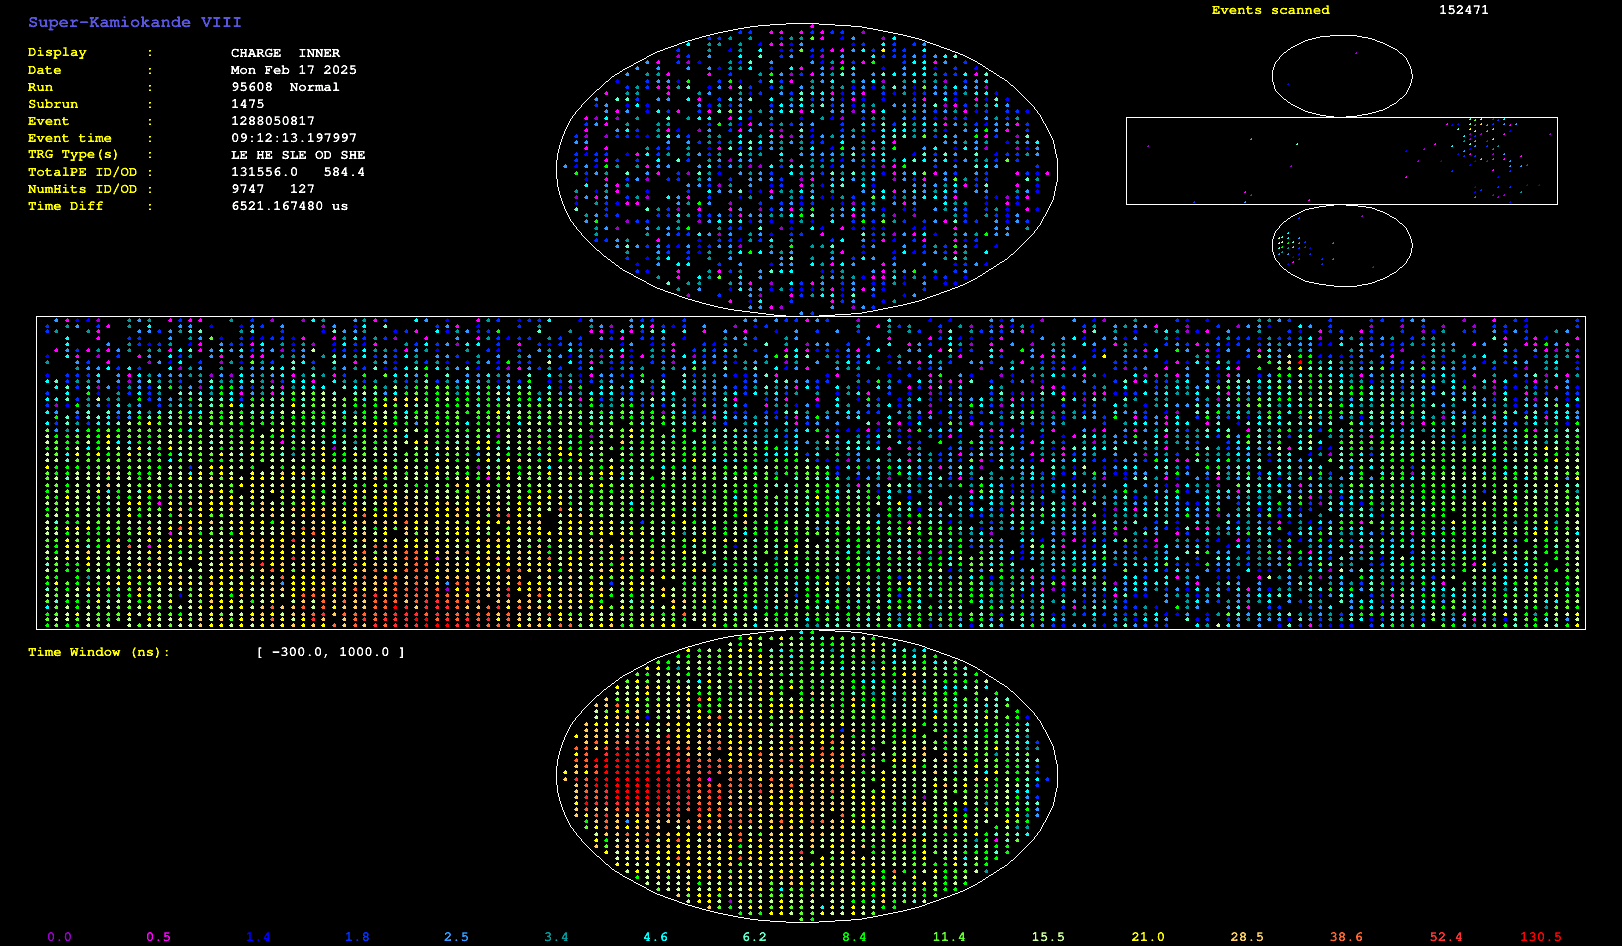 Super-Kamiokande VIII
Events scanned 152471
Display : CHARGE INNER
Date : Mon Feb 17 2025
Run : 95608 Normal
Subrun : 1475
Event : 1288050817
Event time : 09:12:13.197997
TRG Type(s) : LE HE SLE OD SHE
TotalPE ID/OD : 131556.0 584.4
NumHits ID/OD : 9747 127
Time Diff : 6521.167480 us
Time Window (ns): [ -300.0, 1000.0 ]
0.0 0.5 1.4 1.8 2.5 3.4 4.6 6.2 8.4 11.4 15.5 21.0 28.5 38.6 52.4 130.5